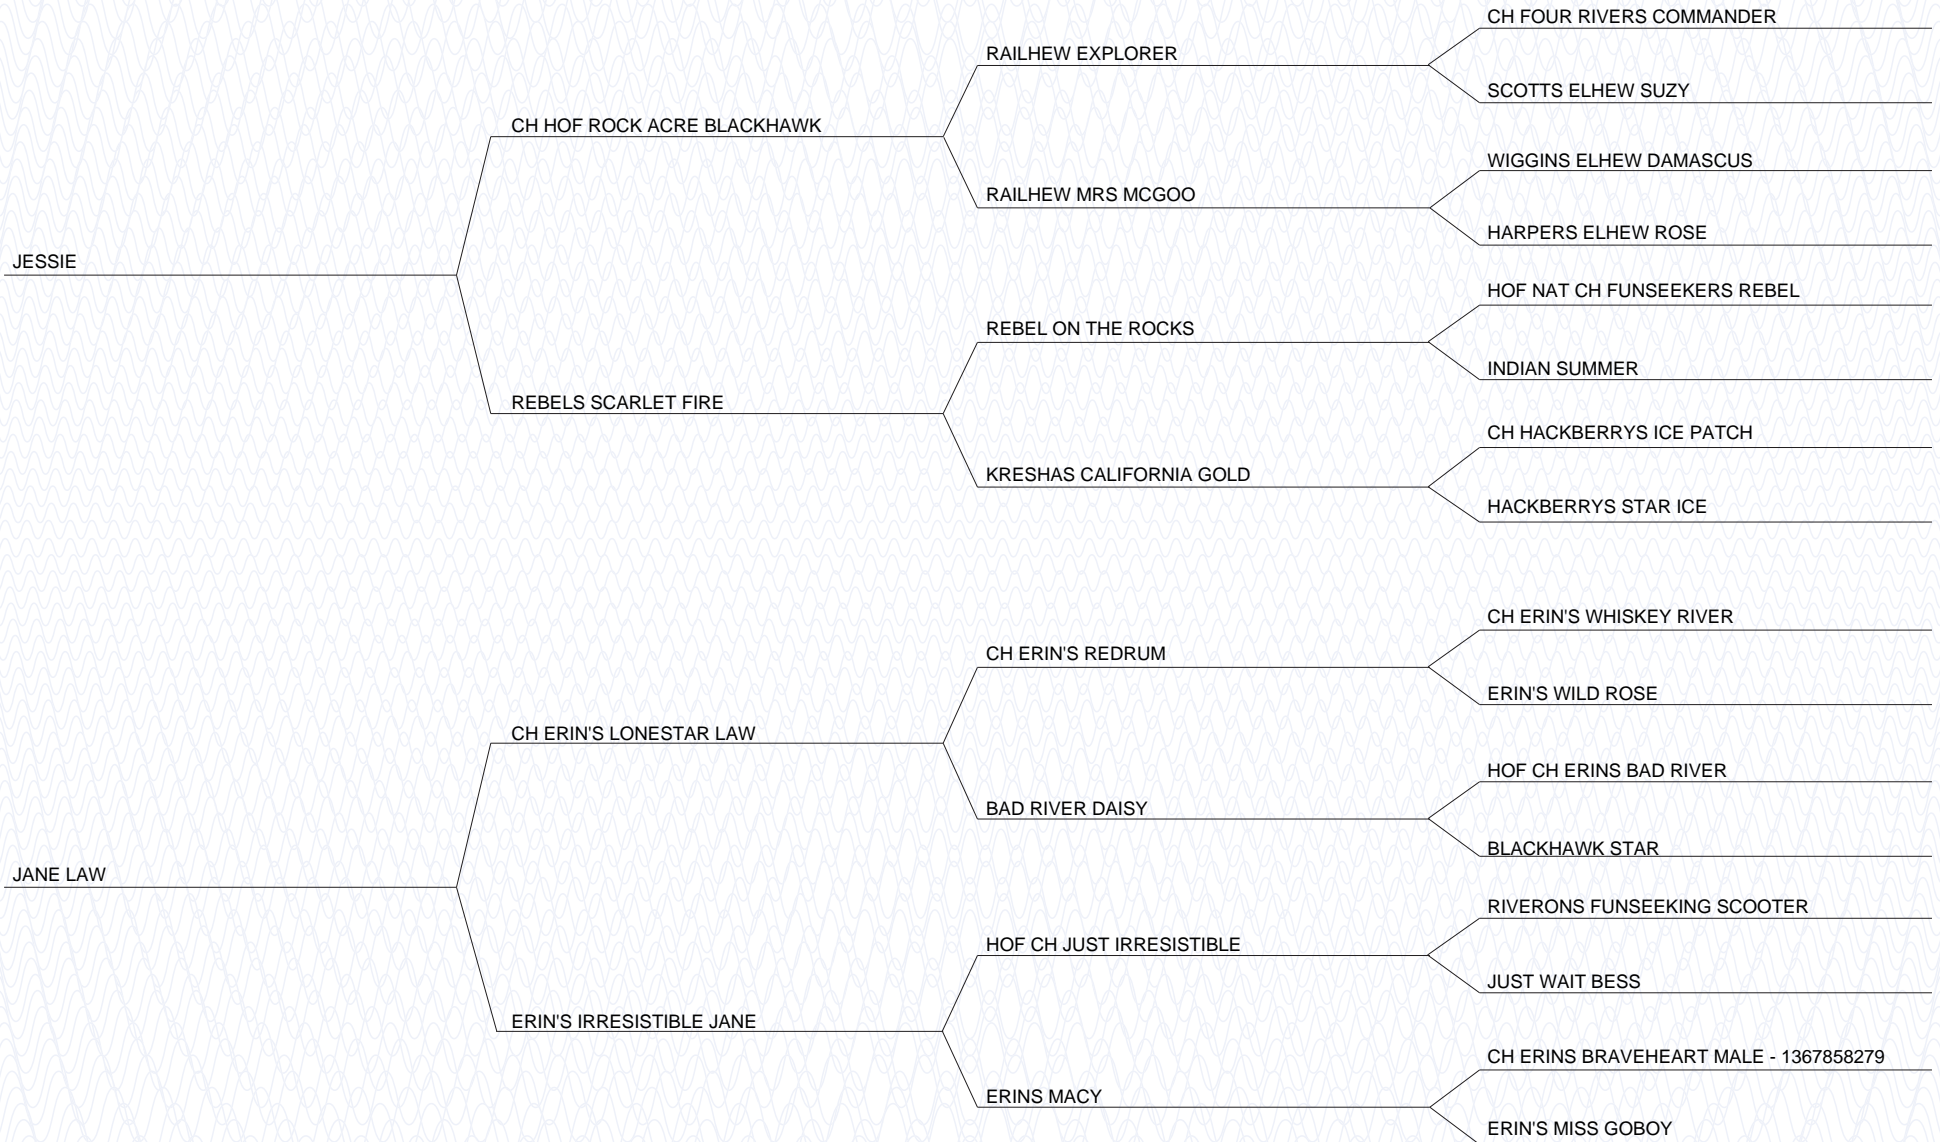 CH FOUR RIVERS COMMANDER
RAILHEW EXPLORER
SCOTTS ELHEW SUZY
CH HOF ROCK ACRE BLACKHAWK
WIGGINS ELHEW DAMASCUS
RAILHEW MRS MCGOO
HARPERS ELHEW ROSE
JESSIE
HOF NAT CH FUNSEEKERS REBEL
REBEL ON THE ROCKS
INDIAN SUMMER
REBELS SCARLET FIRE
CH HACKBERRYS ICE PATCH
KRESHAS CALIFORNIA GOLD
HACKBERRYS STAR ICE
CH ERIN'S WHISKEY RIVER
CH ERIN'S REDRUM
ERIN'S WILD ROSE
CH ERIN'S LONESTAR LAW
HOF CH ERINS BAD RIVER
BAD RIVER DAISY
BLACKHAWK STAR
JANE LAW
RIVERONS FUNSEEKING SCOOTER
HOF CH JUST IRRESISTIBLE
JUST WAIT BESS
ERIN'S IRRESISTIBLE JANE
CH ERINS BRAVEHEART MALE - 1367858279
ERINS MACY
ERIN'S MISS GOBOY